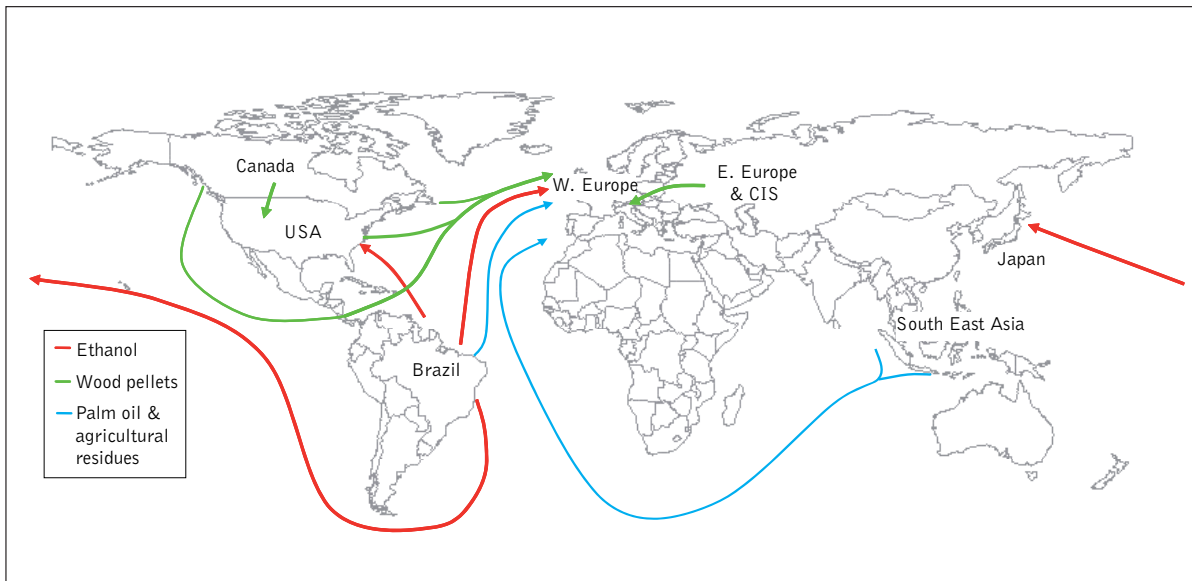 Canada
USA
W. Europe
E. Europe
& CIS
Japan
South East Asia
Brazil
Ethanol
Wood pellets
Palm oil &
agricultural
residues